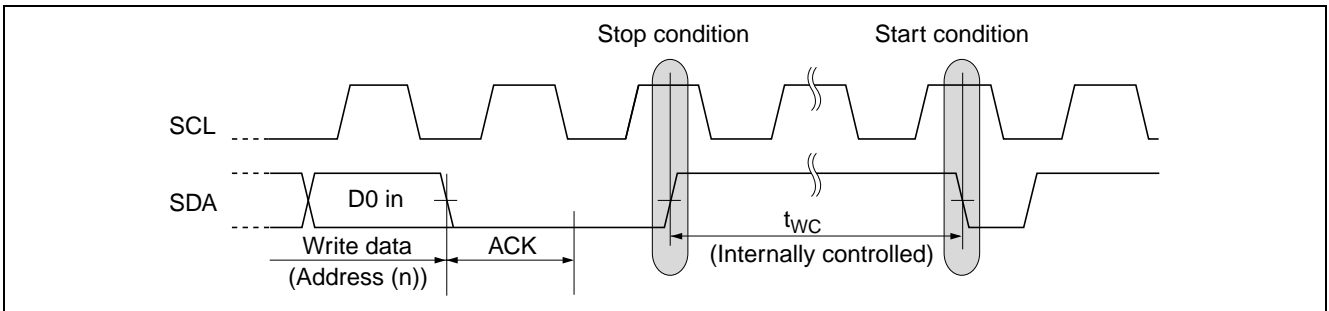 Stop condition
Start condition
SCL
SDA
D0 in
Write data
(Address (n))
ACK
tWC
(Internally controlled)